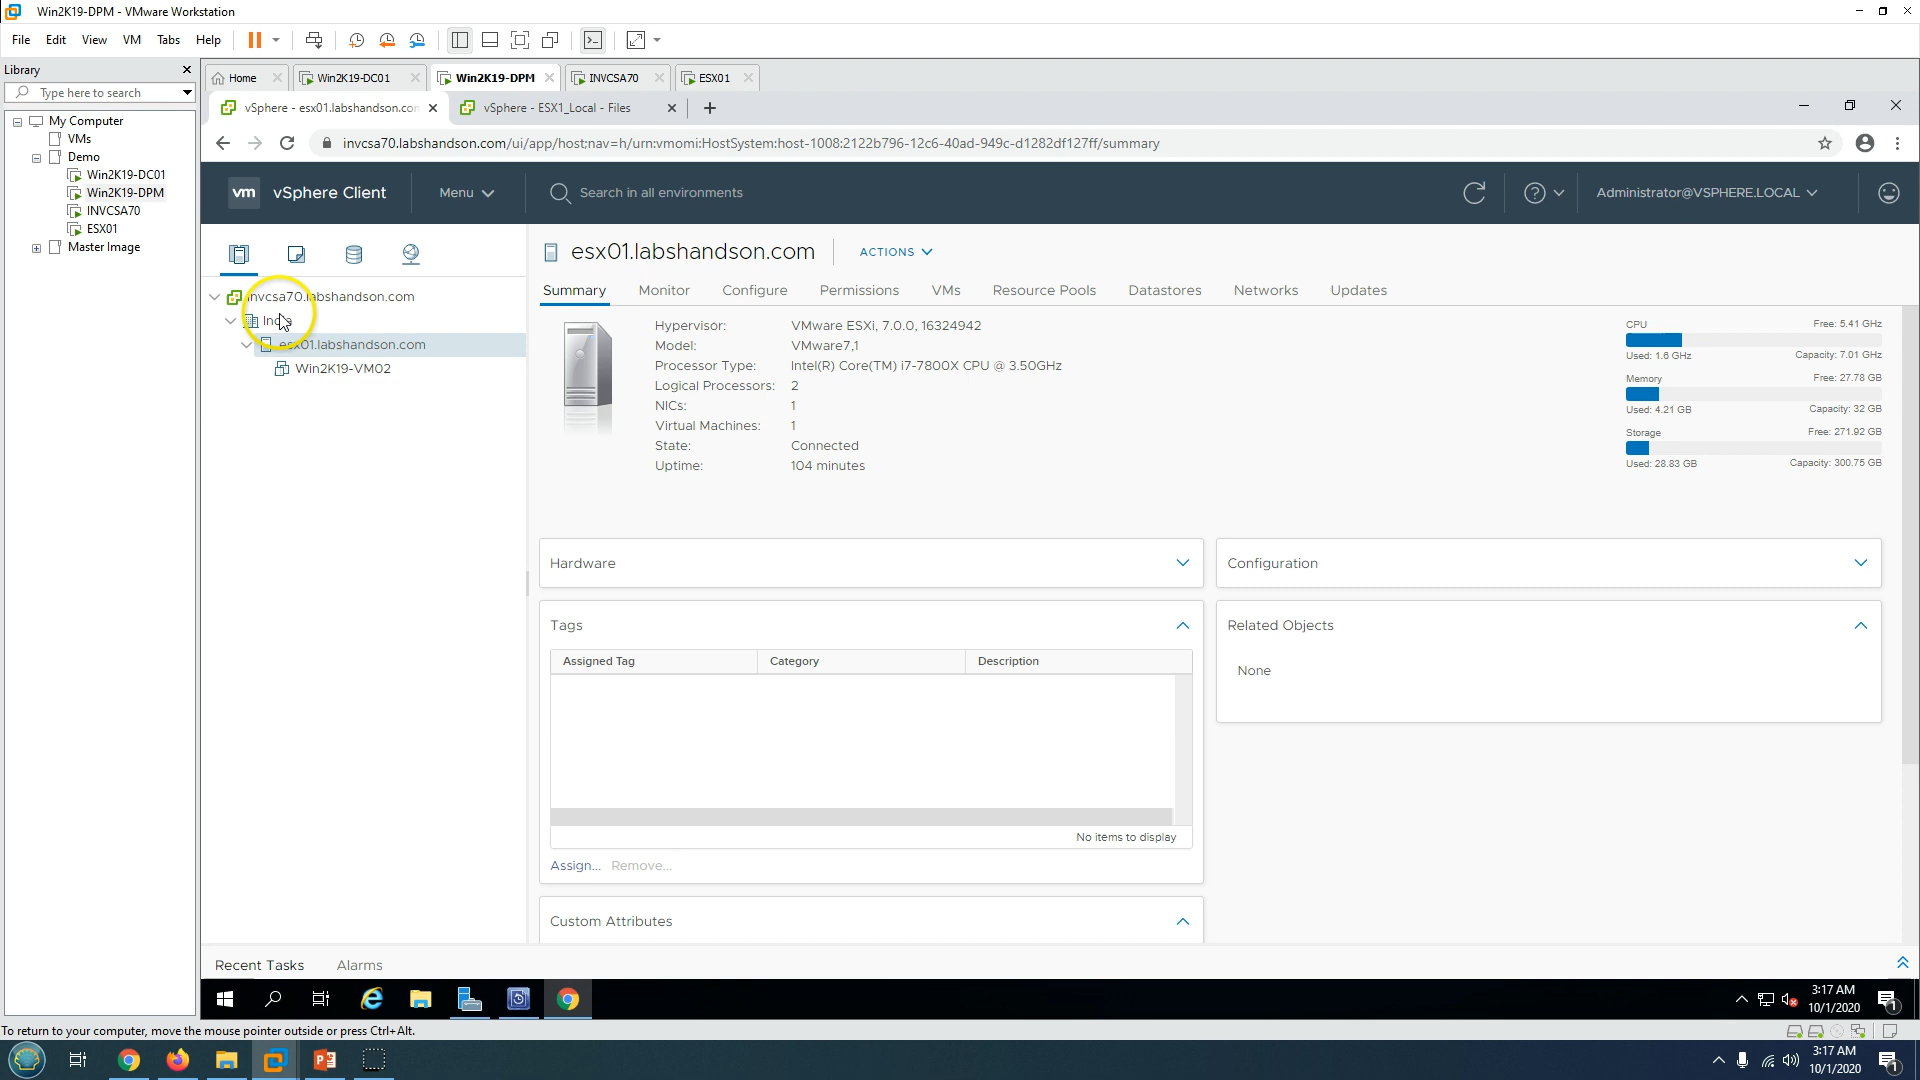 Win2K19-DPM - VMware Workstation
File Edit View VM Tabs Help
Library
Type here to search
My Computer
VMs
Demo
Win2K19-DC01
Win2K19-DPM
INVCSA70
ESX01
Master Image
Home Win2K19-DC01 Win2K19-DPM INVCSA70 ESX01
vSphere - esx01.labshandson.con vSphere - ESX1_Local - Files
invcsa70.labshandson.com/ui/app/host;nav=h/urn:vmomi:HostSystem:host-1008:2122b796-12c6-40ad-949c-d1282df127ff/summary
vm vSphere Client Menu Search in all environments Administrator@VSPHERE.LOCAL
invcsa70.labshandson.com
India
esx01.labshandson.com
Win2K19-VM02
esx01.labshandson.com ACTIONS
Summary Monitor Configure Permissions VMs Resource Pools Datastores Networks Updates
Hypervisor: VMware ESXi, 7.0.0, 16324942
Model: VMware7,1
Processor Type: Intel(R) Core(TM) i7-7800X CPU @ 3.50GHz
Logical Processors: 2
NICs: 1
Virtual Machines: 1
State: Connected
Uptime: 104 minutes
CPU Free: 5.41 GHz
Used: 1.6 GHz Capacity: 7.01 GHz
Memory Free: 27.78 GB
Used: 4.21 GB Capacity: 32 GB
Storage Free: 271.92 GB
Used: 28.83 GB Capacity: 300.75 GB
Hardware
Configuration
Tags
Assigned Tag Category Description
No items to display
Assign... Remove...
Related Objects
None
Custom Attributes
Recent Tasks Alarms
3:17 AM
10/1/2020
1
To return to your computer, move the mouse pointer outside or press Ctrl+Alt.
3:17 AM
10/1/2020
1